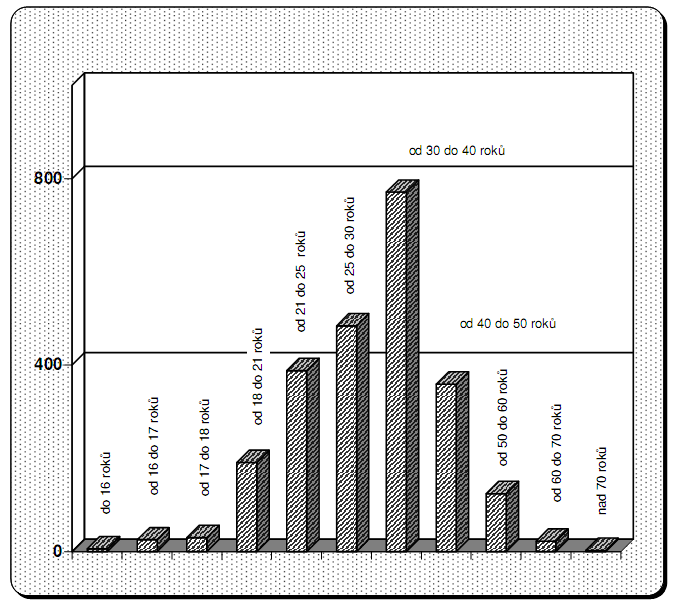 800
400
0
do 16 roků
od 16 do 17 roků
od 17 do 18 roků
od 18 do 21 roků
od 21 do 25 roků
od 25 do 30 roků
od 30 do 40 roků
od 40 do 50 roků
od 50 do 60 roků
od 60 do 70 roků
nad 70 roků